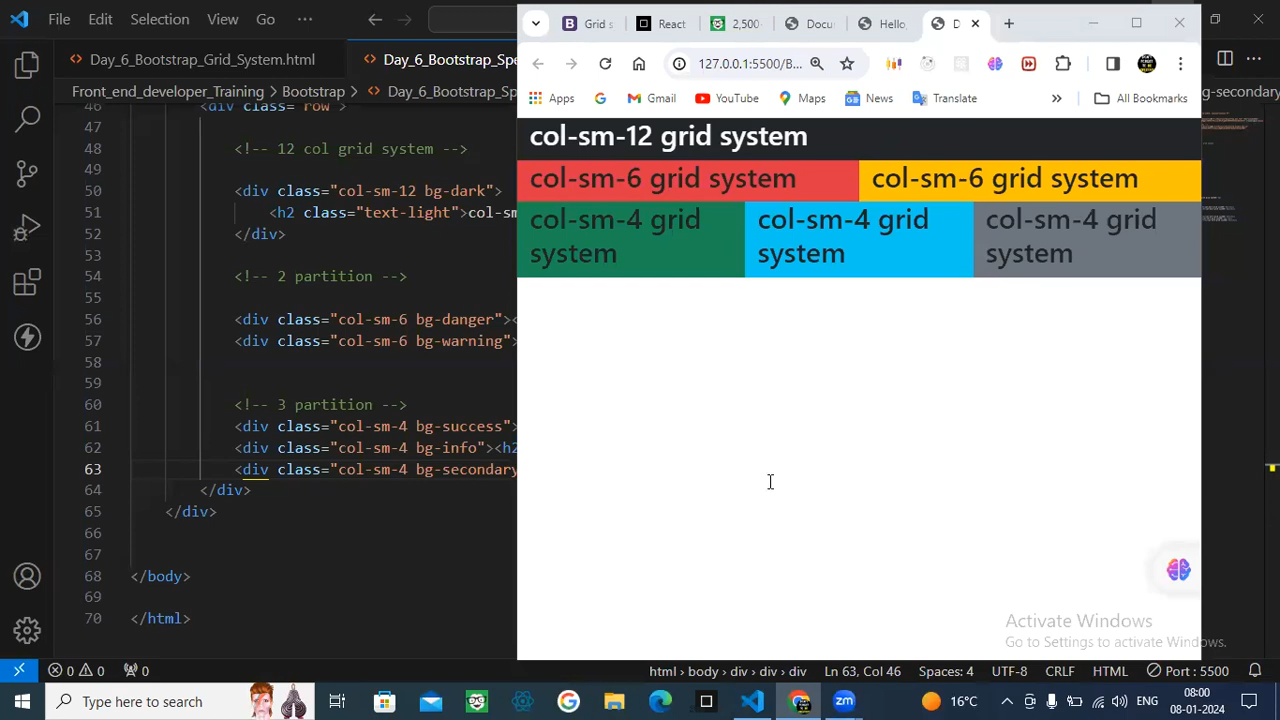 File Edit Selection View Go ···
Grid s
React
2,500-
Docu
Hello,
D
Day_6_Bootstrap_Grid_System.html
Day_6_Bootstrap_Spe
127.0.0.1:5500/B...
Front_end_developer_Training > Bootstrap > Day_6_Bootstrap_Sp
-secondary
Apps
Gmail
YouTube
Maps
News
Translate
»
All Bookmarks
46 <div class="row">
47
48 <!-- 12 col grid system -->
49
50 <div class="col-sm-12 bg-dark">
51 <h2 class="text-light">col-sm
52 </div>
53
54 <!-- 2 partition -->
55
56 <div class="col-sm-6 bg-danger"><
57 <div class="col-sm-6 bg-warning">
58
59
60 <!-- 3 partition -->
61 <div class="col-sm-4 bg-success">
62 <div class="col-sm-4 bg-info"><h2
63 <div class="col-sm-4 bg-secondary
64 </div>
65 </div>
66
67
68 </body>
69
70 </html>
col-sm-12 grid system
col-sm-6 grid system
col-sm-6 grid system
col-sm-4 grid
system
col-sm-4 grid
system
col-sm-4 grid
system
Activate Windows
Go to Settings to activate Windows.
0 0 0
html > body > div > div > div Ln 63, Col 46 Spaces: 4 UTF-8 CRLF HTML Port : 5500
Type here to search
16°C
ENG
08:00
08-01-2024